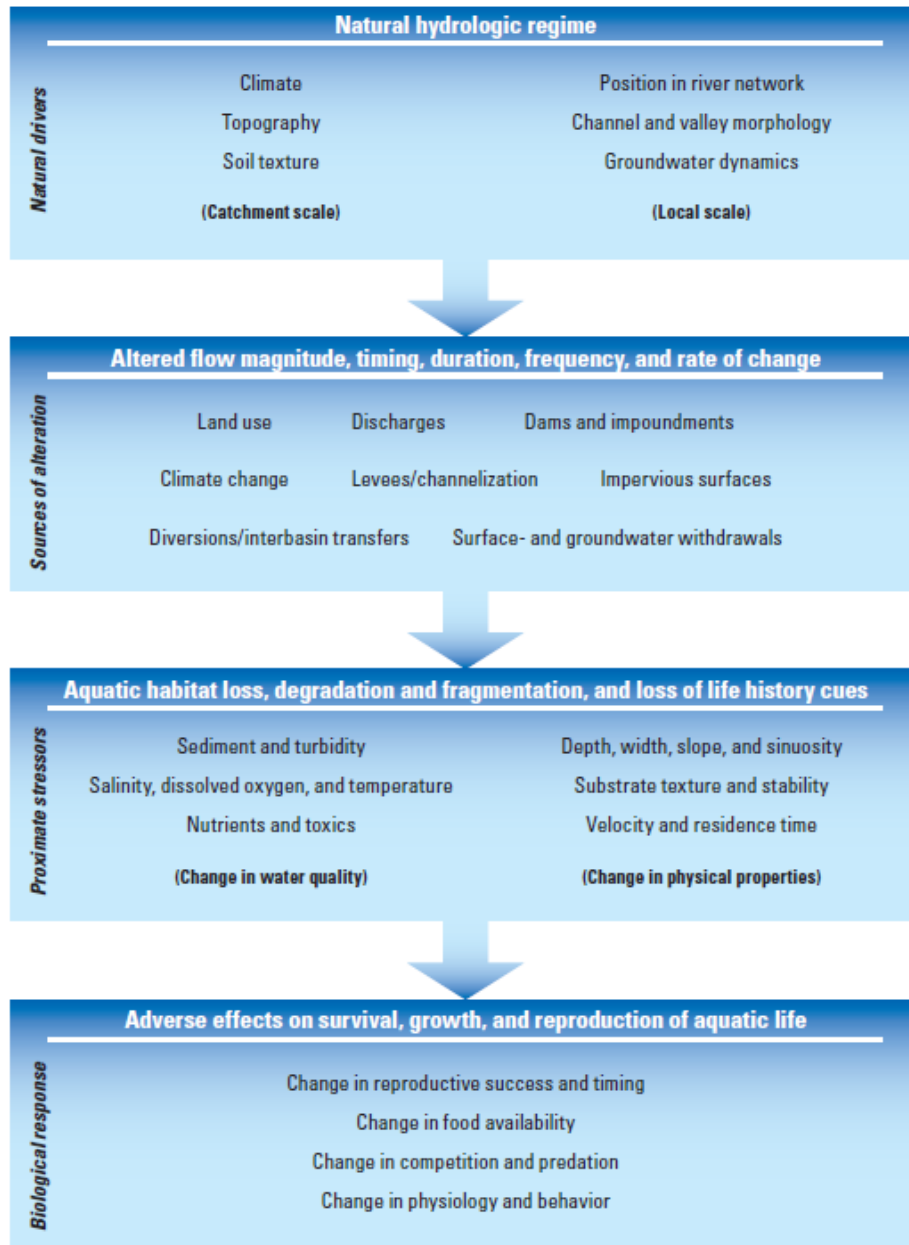 Natural hydrologic regime
Natural drivers
Climate
Position in river network
Topography
Channel and valley morphology
Soil texture
Groundwater dynamics
(Catchment scale)
(Local scale)
Altered flow magnitude, timing, duration, frequency, and rate of change
Sources of alteration
Land use
Discharges
Dams and impoundments
Climate change
Levees/channelization
Impervious surfaces
Diversions/interbasin transfers
Surface- and groundwater withdrawals
Aquatic habitat loss, degradation and fragmentation, and loss of life history cues
Proximate stressors
Sediment and turbidity
Depth, width, slope, and sinuosity
Salinity, dissolved oxygen, and temperature
Substrate texture and stability
Nutrients and toxics
Velocity and residence time
(Change in water quality)
(Change in physical properties)
Adverse effects on survival, growth, and reproduction of aquatic life
Biological response
Change in reproductive success and timing
Change in food availability
Change in competition and predation
Change in physiology and behavior